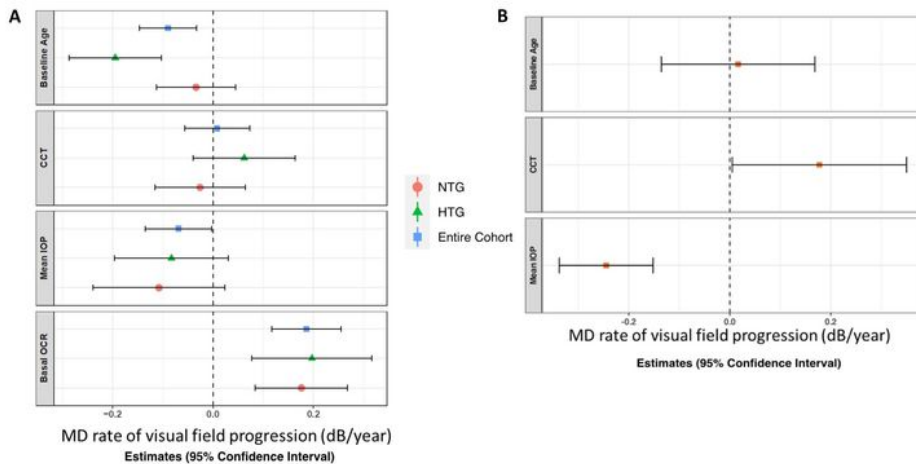 A
Baseline Age
CCT
Mean IOP
Basal OCR
−0.2
0.0
0.2
MD rate of visual field progression (dB/year)
Estimates (95% Confidence Interval)
NTG
HTG
Entire Cohort
B
Baseline Age
CCT
Mean IOP
-0.2
0.0
0.2
MD rate of visual field progression (dB/year)
Estimates (95% Confidence Interval)